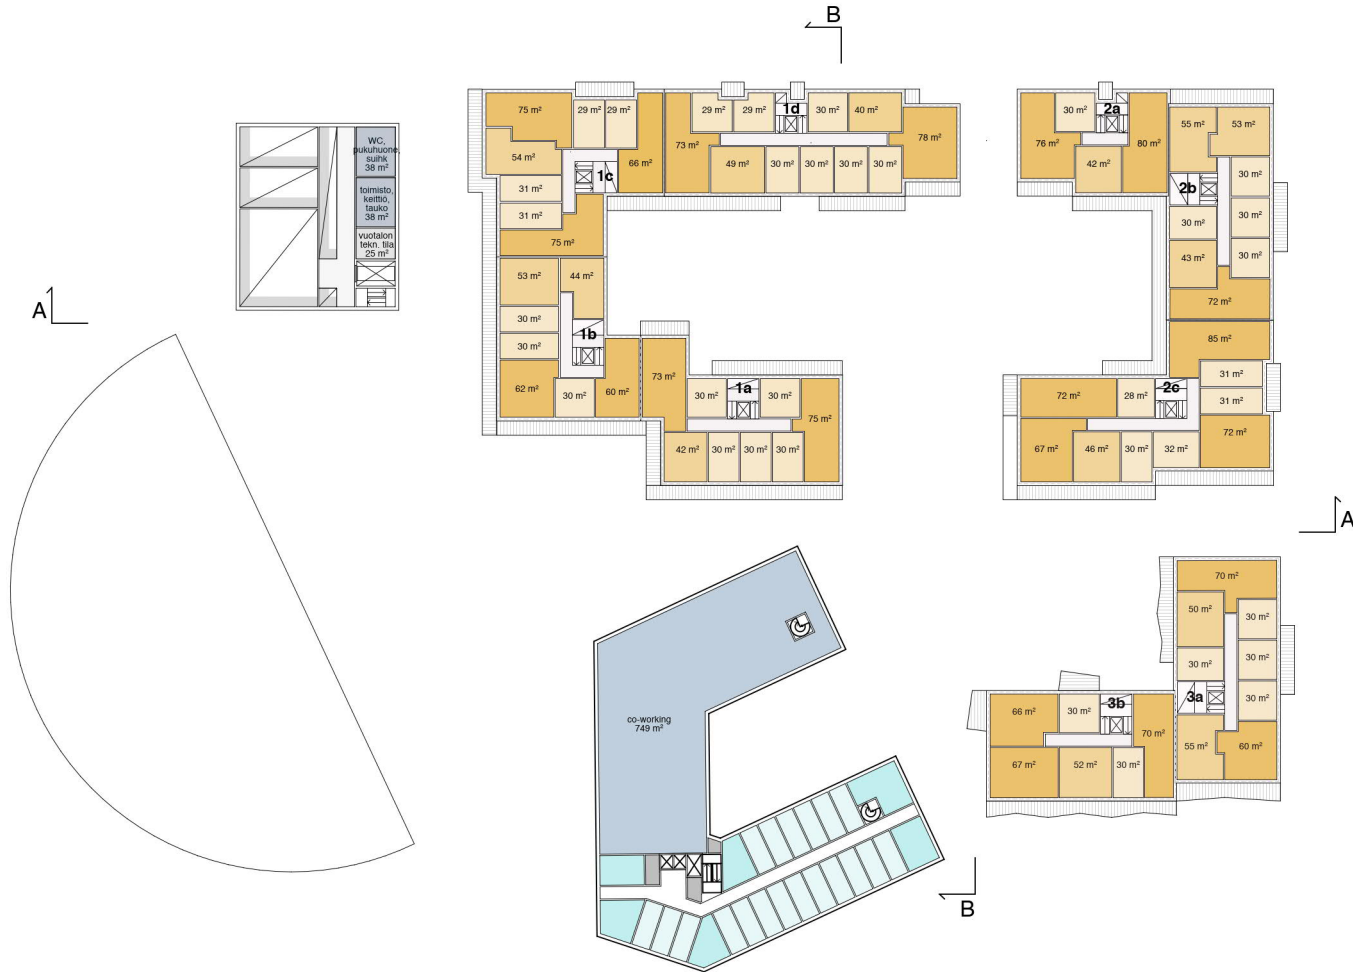 B
WC,
pukuhuone,
suihk
38 m²
toimisto,
keittiö,
tauko
38 m²
vuotalon
tekn. tila
25 m²
A
75 m²
29 m²
29 m²
54 m²
66 m²
1c
31 m²
31 m²
75 m²
29 m²
29 m²
1d
30 m²
40 m²
73 m²
78 m²
49 m²
30 m²
30 m²
30 m²
30 m²
53 m²
44 m²
30 m²
1b
30 m²
62 m²
30 m²
60 m²
73 m²
30 m²
1a
30 m²
75 m²
42 m²
30 m²
30 m²
30 m²
30 m²
2a
76 m²
80 m²
42 m²
55 m²
53 m²
30 m²
2b
30 m²
30 m²
43 m²
30 m²
72 m²
85 m²
31 m²
72 m²
28 m²
2c
31 m²
67 m²
46 m²
30 m²
32 m²
72 m²
A
70 m²
50 m²
30 m²
30 m²
30 m²
3a
30 m²
55 m²
60 m²
66 m²
30 m²
3b
70 m²
67 m²
52 m²
30 m²
co-working
749 m²
B